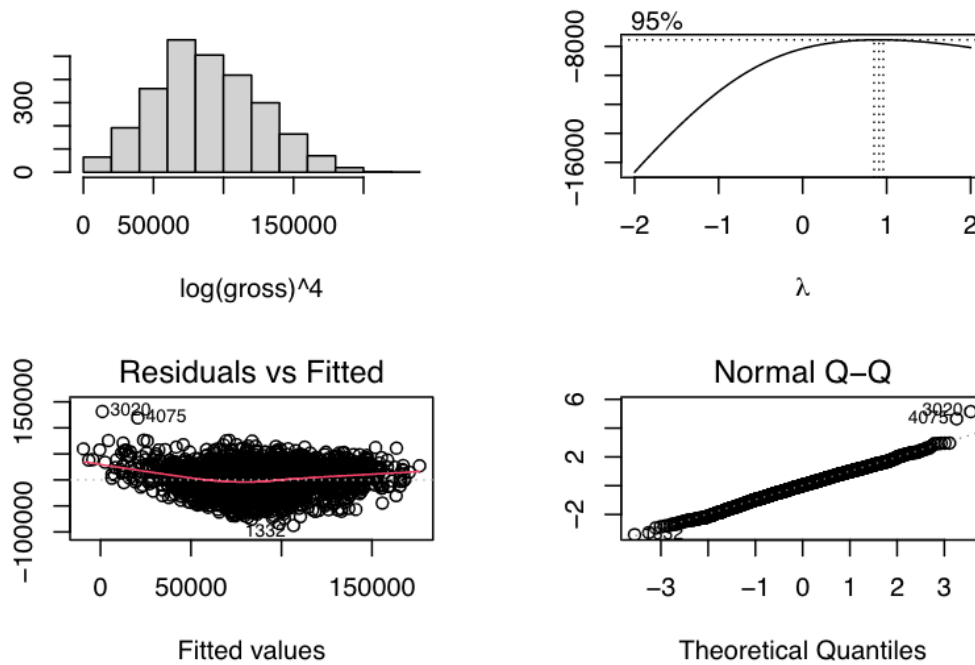 300
0
0 50000 150000
log(gross)^4
95%
-8000
-16000
−2 −1 0 1 2
λ
Residuals vs Fitted
150000
-100000
3020
4075
1332
0 50000 150000
Fitted values
Normal Q−Q
6
2
−2
3020
4075
1332
−3 −1 0 1 2 3
Theoretical Quantiles